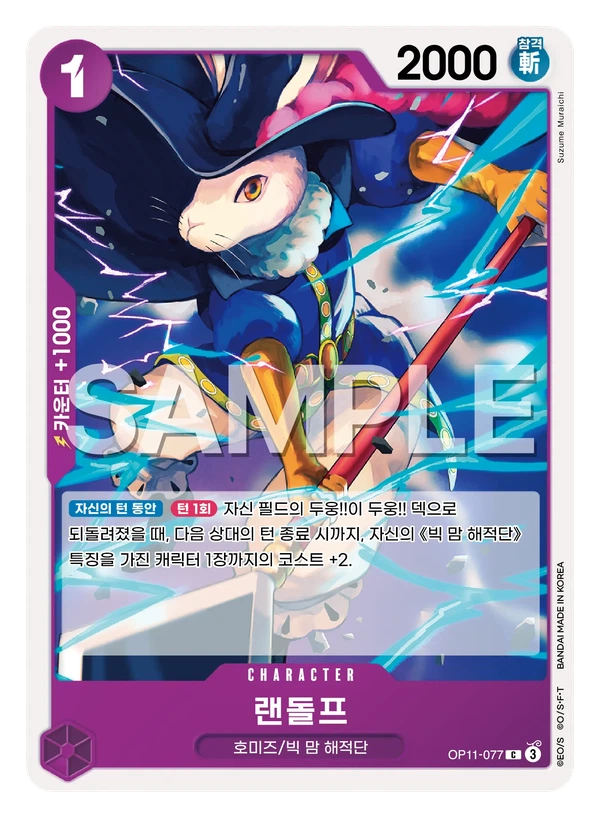 1
2000
참격
斬
Suzume Muraichi
⚡카운터 +1000
SAMPLE
자신의 턴 동안 턴 1회 자신 필드의 두웅!!이 두웅!! 덱으로
되돌려졌을 때, 다음 상대의 턴 종료 시까지, 자신의 《빅 맘 해적단》
특징을 가진 캐릭터 1장까지의 코스트 +2.
CHARACTER
랜돌프
호미즈/빅 맘 해적단
OP11-077 C 3
©EO/S ©O/S·F·T BANDAI MADE IN KOREA